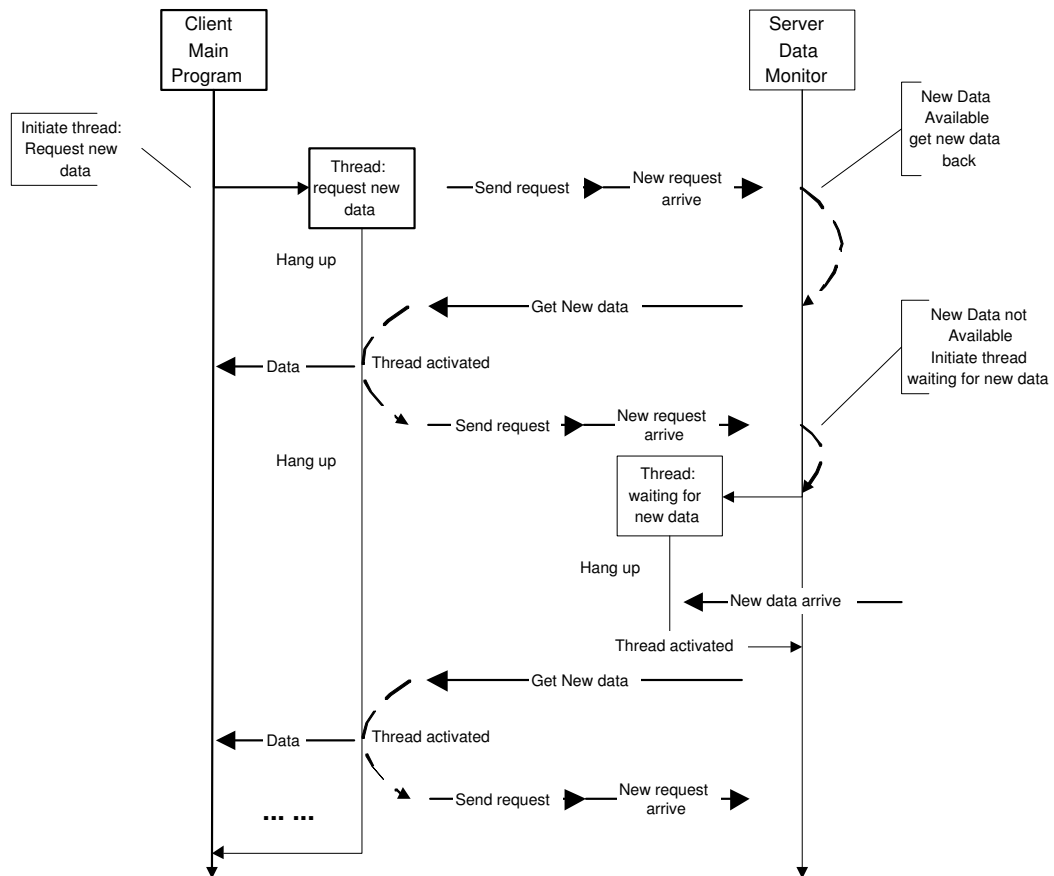 Client
Main
Program
Server
Data
Monitor
New Data
Available
get new data
back
Initiate thread:
Request new
data
Thread:
request new
data
Send request
New request
arrive
Hang up
Get New data
New Data not
Available
Initiate thread
waiting for new data
Data
Thread activated
Send request
New request
arrive
Hang up
Thread:
waiting for
new data
Hang up
New data arrive
Thread activated
Get New data
Data
Thread activated
Send request
New request
arrive
... ...